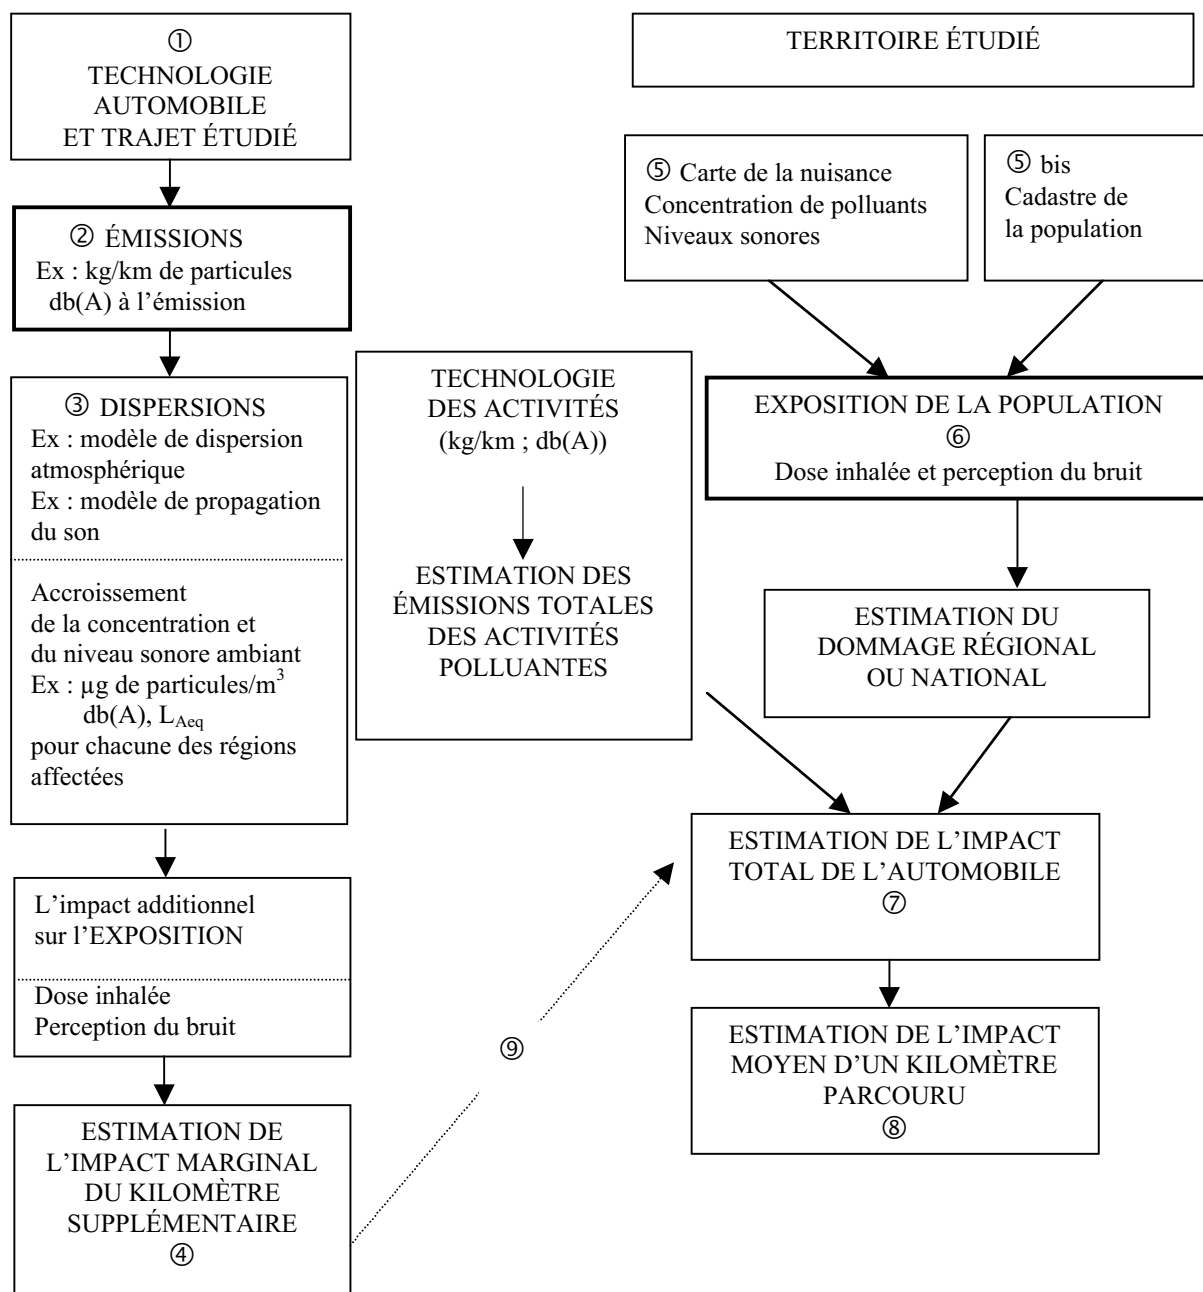 ①
TECHNOLOGIE
AUTOMOBILE
ET TRAJET ÉTUDIÉ
② ÉMISSIONS
Ex : kg/km de particules
db(A) à l’émission
③ DISPERSIONS
Ex : modèle de dispersion
atmosphérique
Ex : modèle de propagation
du son
Accroissement
de la concentration et
du niveau sonore ambiant
Ex : µg de particules/m³
db(A), L_Aeq
pour chacune des régions
affectées
L’impact additionnel
sur l’EXPOSITION
Dose inhalée
Perception du bruit
ESTIMATION DE
L’IMPACT MARGINAL
DU KILOMÈTRE
SUPPLÉMENTAIRE
④
TECHNOLOGIE
DES ACTIVITÉS
(kg/km ; db(A))
ESTIMATION DES
ÉMISSIONS TOTALES
DES ACTIVITÉS
POLLUANTES
⑨
TERRITOIRE ÉTUDIÉ
⑤ Carte de la nuisance
Concentration de polluants
Niveaux sonores
⑤ bis
Cadastre de
la population
EXPOSITION DE LA POPULATION
⑥
Dose inhalée et perception du bruit
ESTIMATION DU
DOMMAGE RÉGIONAL
OU NATIONAL
ESTIMATION DE L’IMPACT
TOTAL DE L’AUTOMOBILE
⑦
ESTIMATION DE L’IMPACT
MOYEN D’UN KILOMÈTRE
PARCOURU
⑧